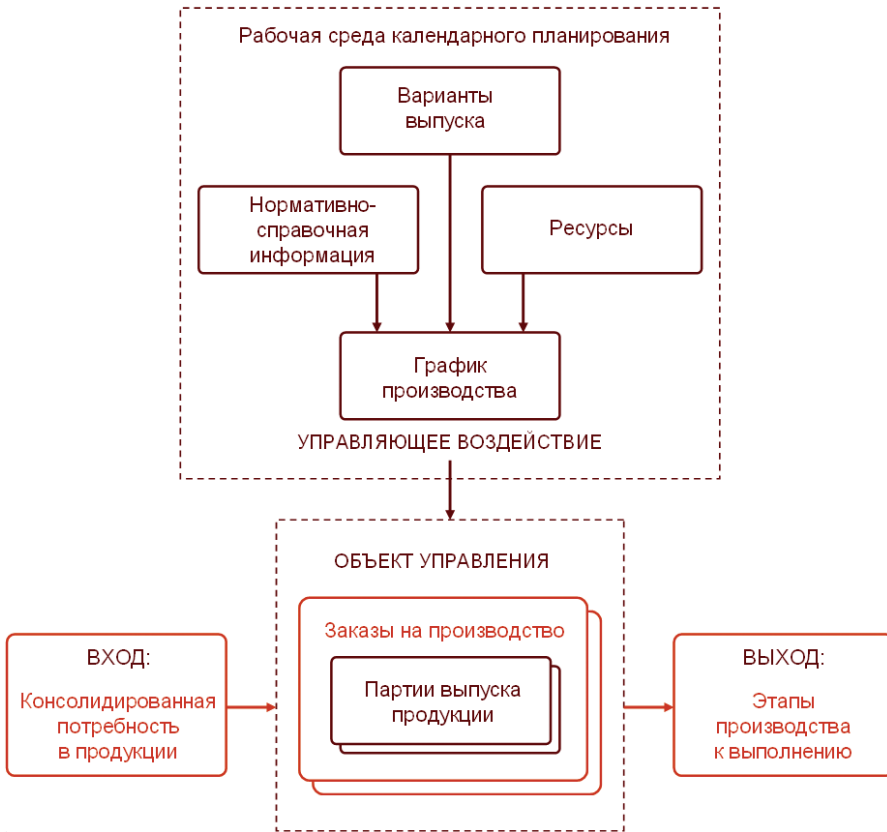 Рабочая среда календарного планирования
Варианты
выпуска
Нормативно-
справочная
информация
Ресурсы
График
производства
УПРАВЛЯЮЩЕЕ ВОЗДЕЙСТВИЕ
ОБЪЕКТ УПРАВЛЕНИЯ
Заказы на производство
Партии выпуска
продукции
ВХОД:
Консолидированная
потребность
в продукции
ВЫХОД:
Этапы
производства
к выполнению